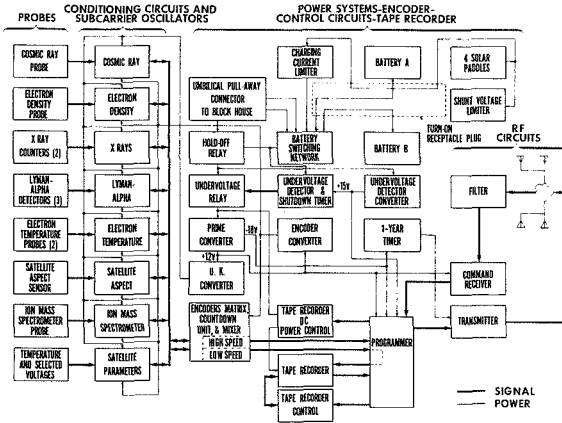 PROBES
CONDITIONING CIRCUITS AND
SUBCARRIER OSCILLATORS
POWER SYSTEMS-ENCODER-
CONTROL CIRCUITS-TAPE RECORDER
COSMIC RAY
PROBE
ELECTRON
DENSITY
PROBE
X RAY
COUNTERS (2)
LYMAN-
ALPHA
DETECTORS (3)
ELECTRON
TEMPERATURE
PROBES (2)
SATELLITE
ASPECT
SENSOR
ION MASS
SPECTROMETER
PROBE
TEMPERATURE
AND SELECTED
VOLTAGES
COSMIC RAY
ELECTRON
DENSITY
X RAYS
LYMAN-
ALPHA
ELECTRON
TEMPERATURE
SATELLITE
ASPECT
ION MASS
SPECTROMETER
SATELLITE
PARAMETERS
CHARGING
CURRENT
LIMITER
BATTERY A
4
SOLAR
PADDLES
UMBILICAL PULL-AWAY
CONNECTOR
TO BLOCK HOUSE
SHUNT VOLTAGE
LIMITER
TURN-ON
RECEPTACLE PLUG
HOLD-OFF
RELAY
BATTERY
SWITCHING
NETWORK
BATTERY B
RF
CIRCUITS
UNDERVOLTAGE
RELAY
UNDERVOLTAGE
DETECTOR &
SHUTDOWN TIMER
+15V
UNDERVOLTAGE
DETECTOR
CONVERTER
FILTER
PRIME
CONVERTER
-18V
ENCODER
CONVERTER
1-YEAR
TIMER
+12V
U. K.
CONVERTER
COMMAND
RECEIVER
ENCODERS MATRIX,
COUNTDOWN
UNIT, & MIXER
HIGH SPEED
LOW SPEED
TAPE RECORDER
DC
POWER CONTROL
PROGRAMMER
TRANSMITTER
TAPE RECORDER
TAPE RECORDER
CONTROL
SIGNAL
POWER